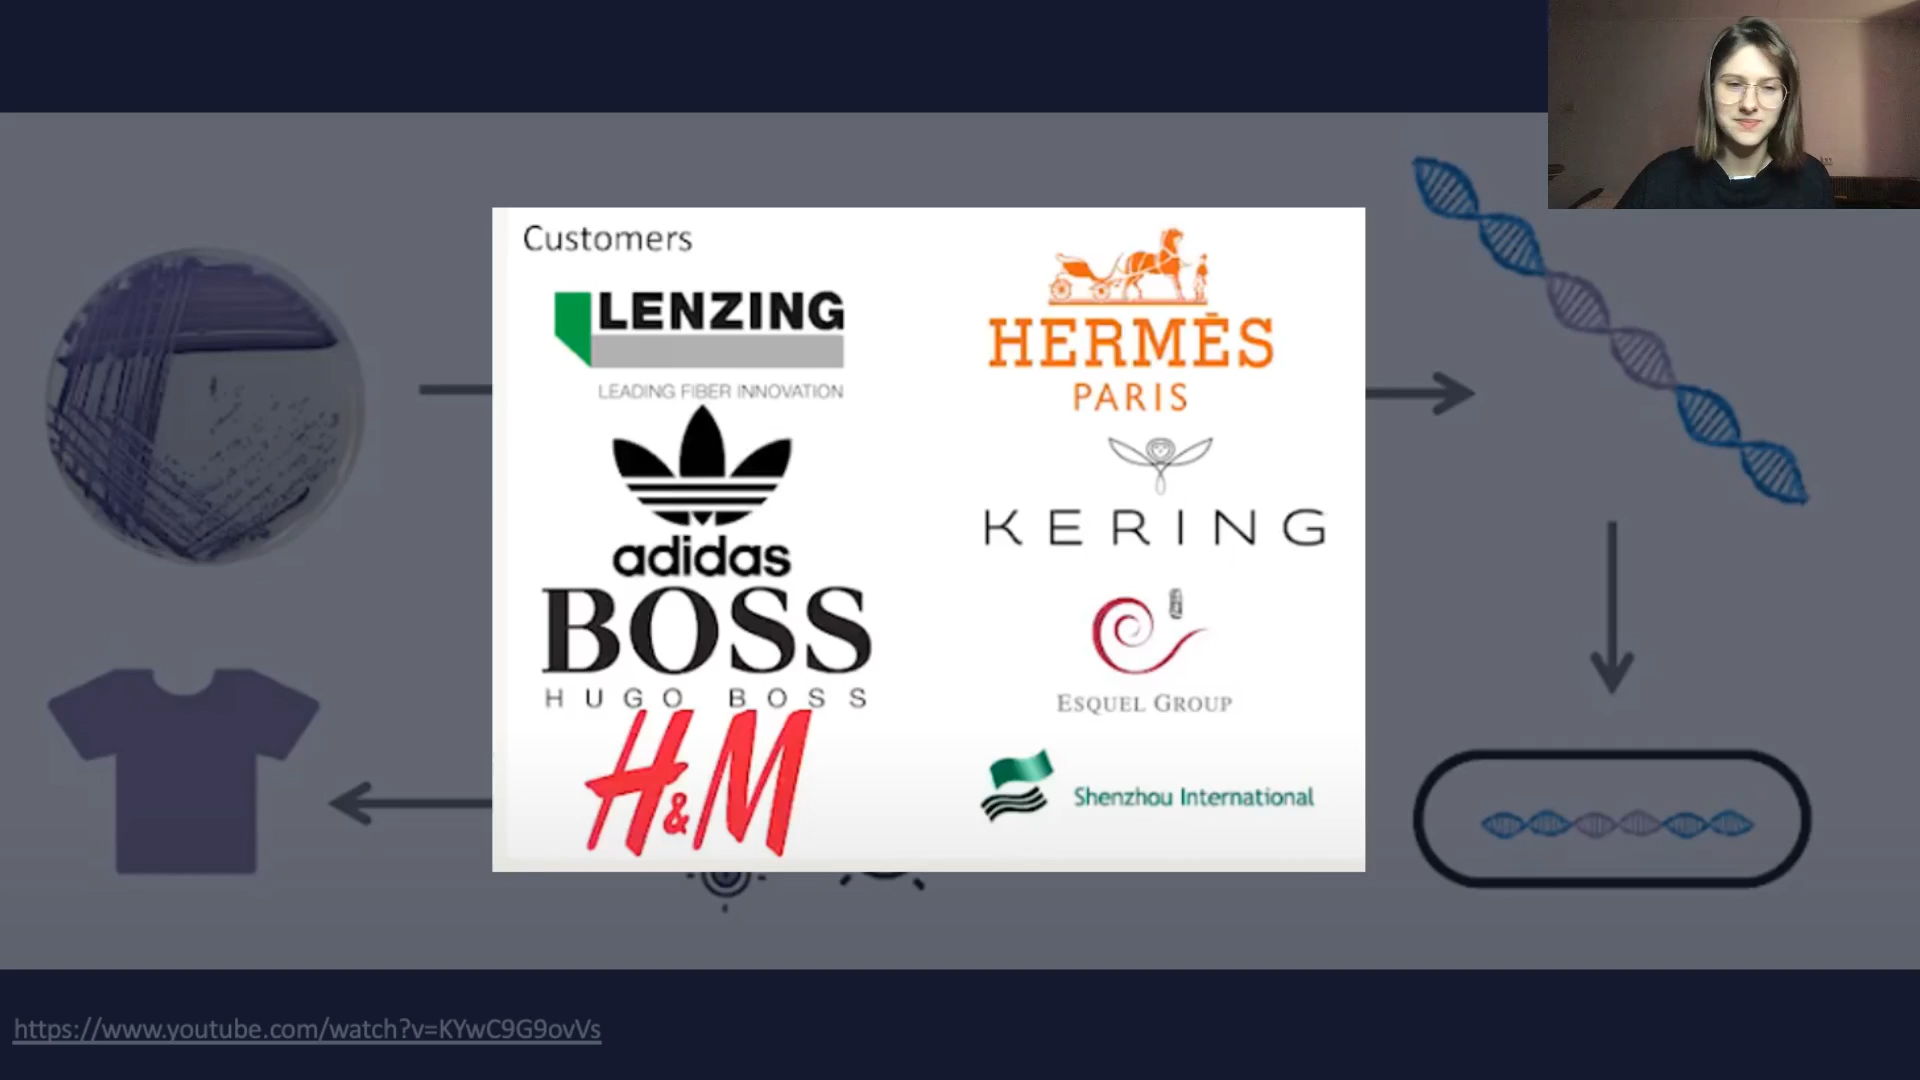 Customers
LENZING
LEADING FIBER INNOVATION
adidas
BOSS
HUGO BOSS
H&M
HERMÈS
PARIS
KERING
ESQUEL GROUP
Shenzhou International
https://www.youtube.com/watch?v=KYwC9G9ovVs